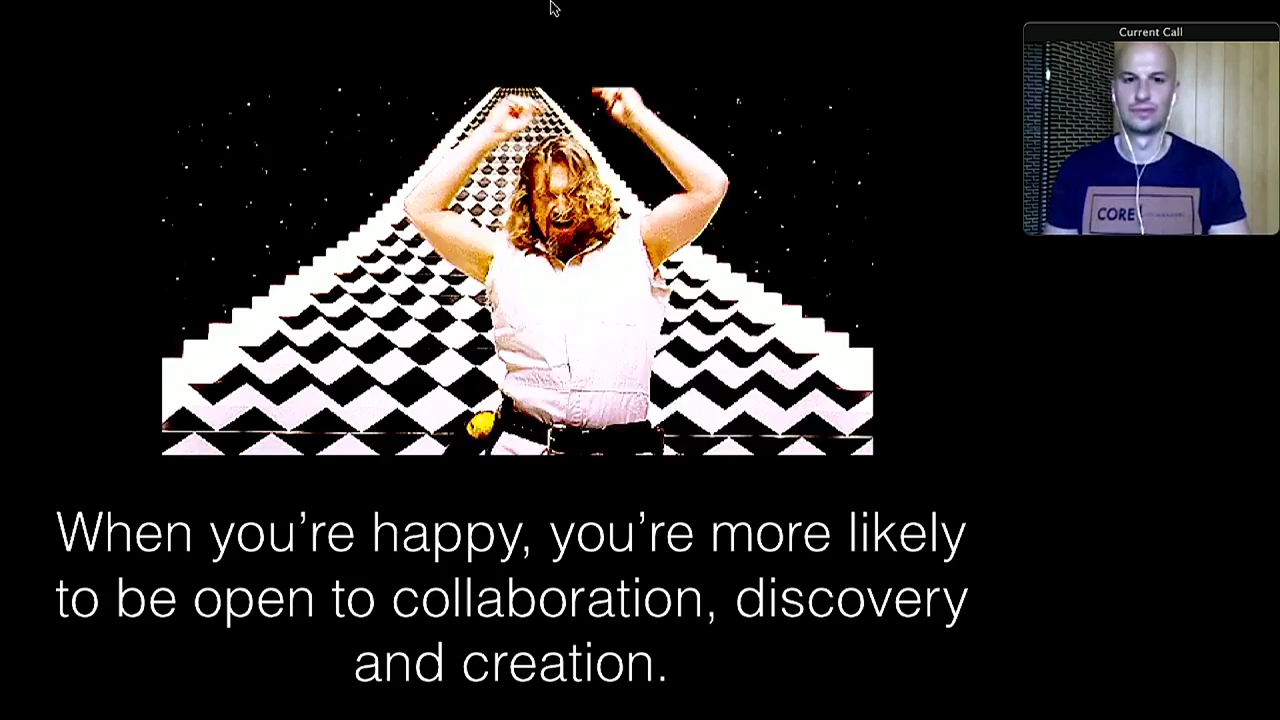 Current Call
CORE
When you're happy, you're more likely
to be open to collaboration, discovery
and creation.